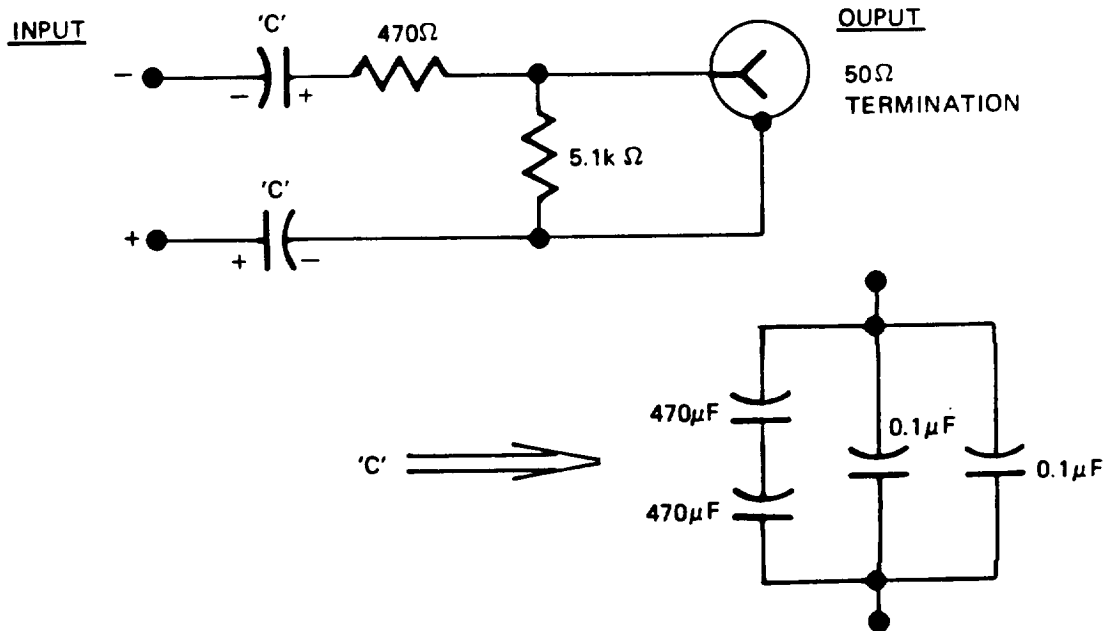 INPUT
'C'
470Ω
OUPUT
50Ω
TERMINATION
−
−
+
5.1k Ω
'C'
+
+
−
470μF
0.1μF
0.1μF
'C'
470μF